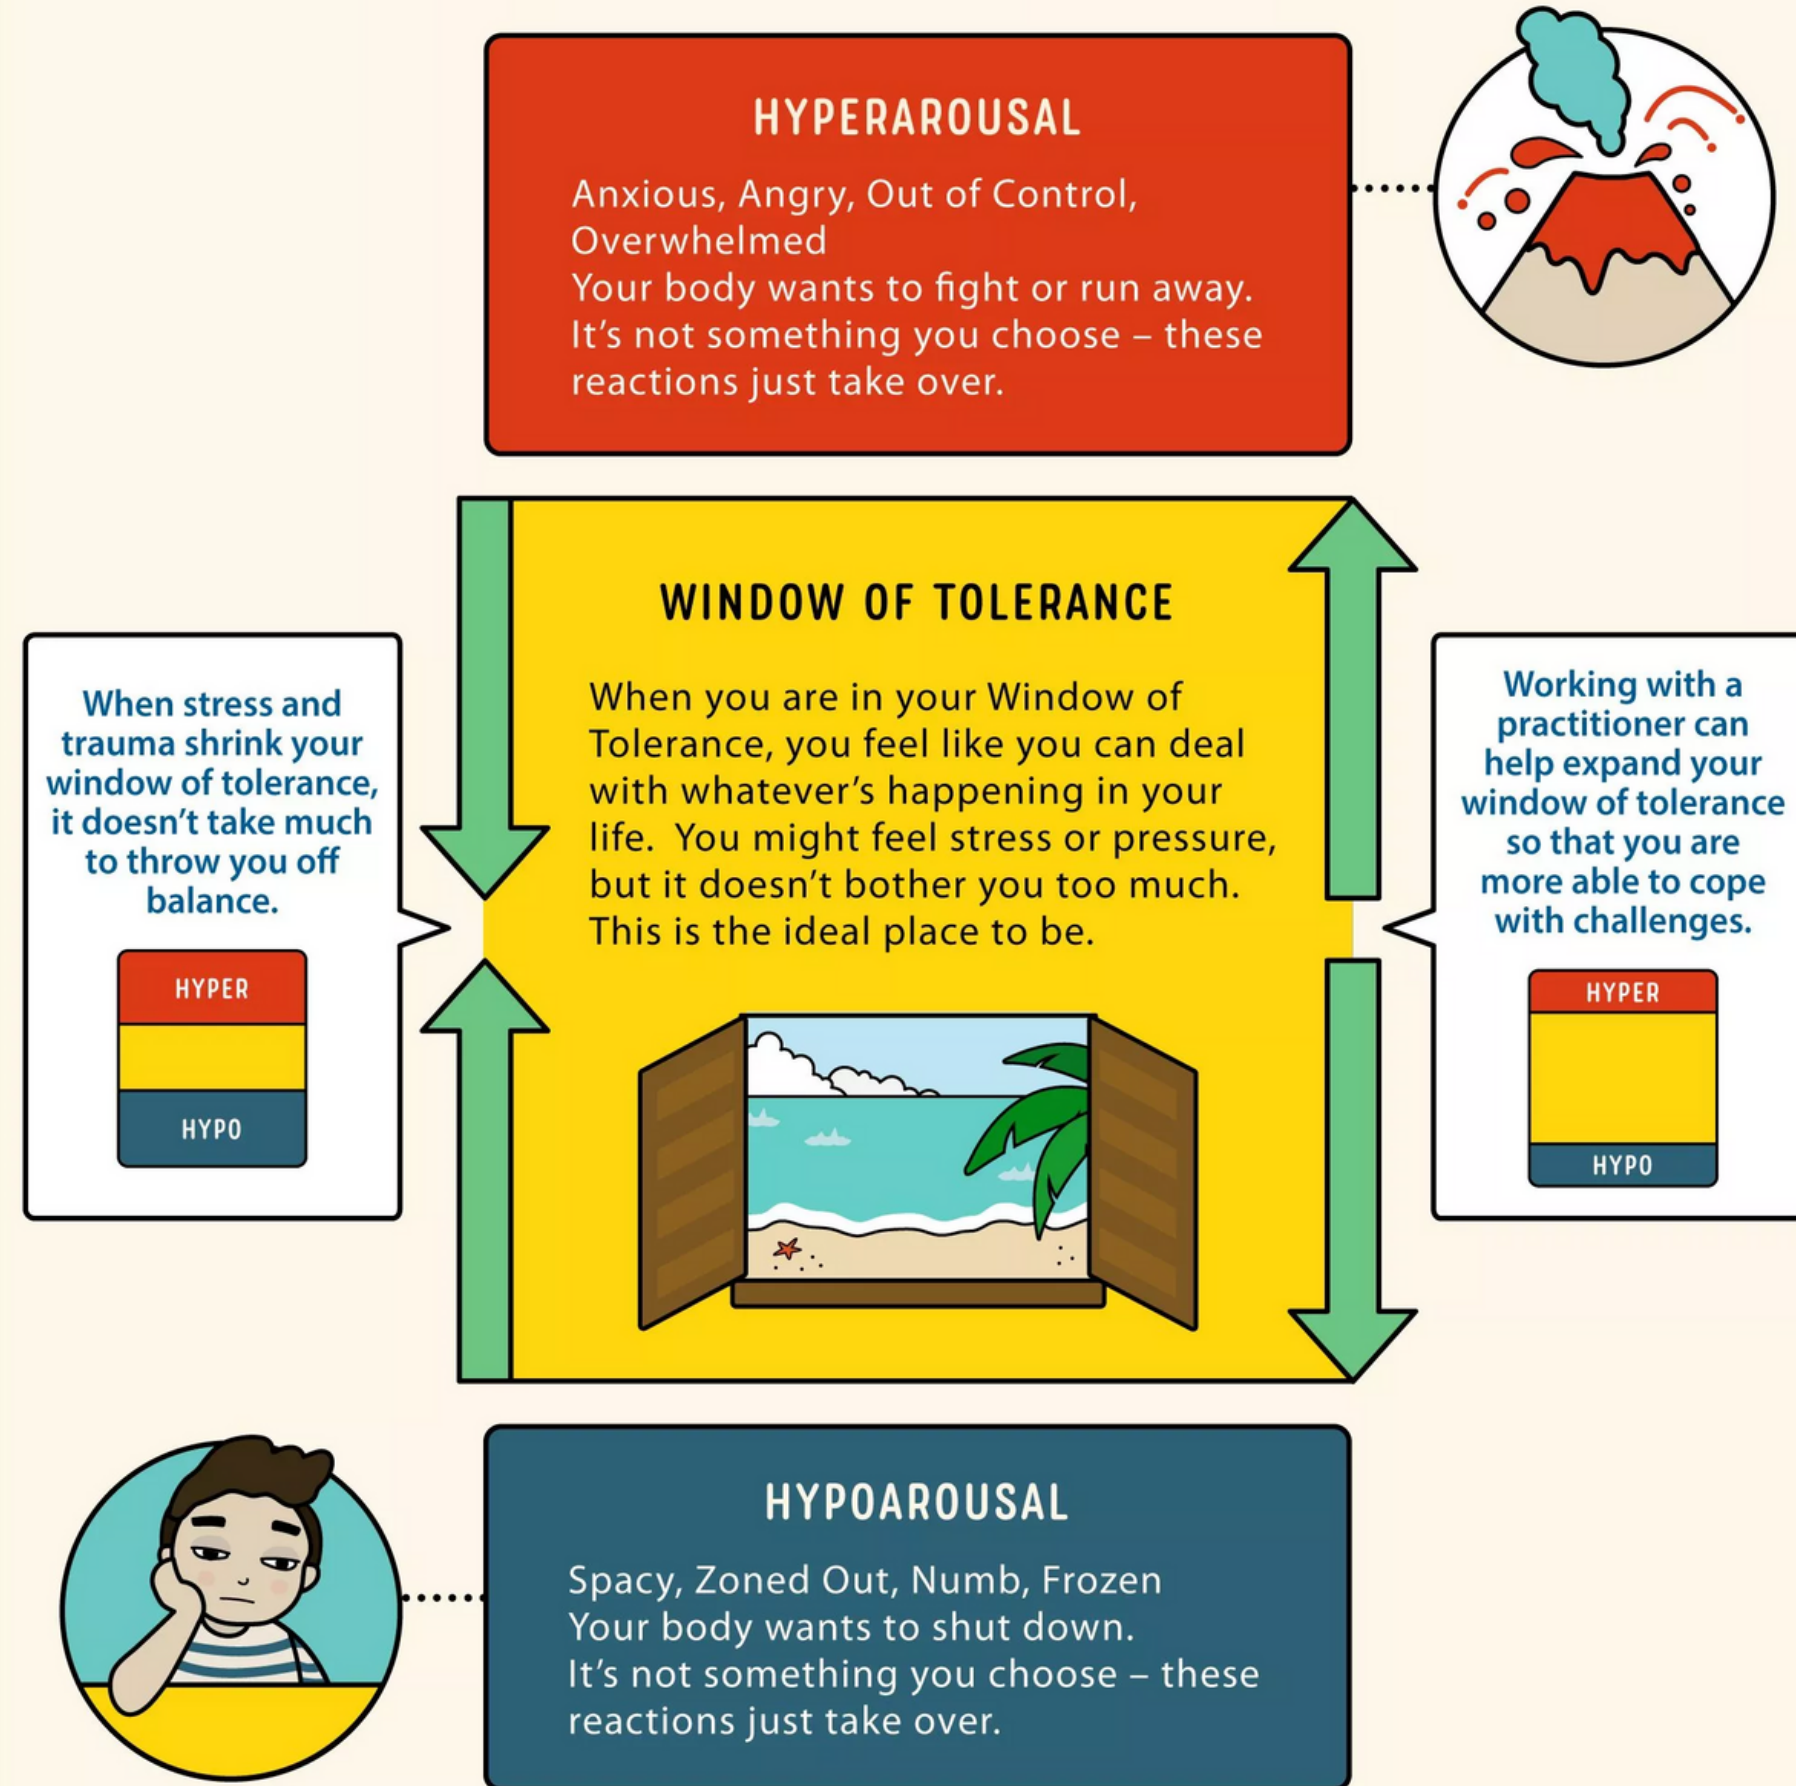 HYPERAROUSAL
Anxious, Angry, Out of Control,
Overwhelmed
Your body wants to fight or run away.
It's not something you choose – these
reactions just take over.
WINDOW OF TOLERANCE
When you are in your Window of
Tolerance, you feel like you can deal
with whatever's happening in your
life.  You might feel stress or pressure,
but it doesn't bother you too much.
This is the ideal place to be.
When stress and
trauma shrink your
window of tolerance,
it doesn't take much
to throw you off
balance.
HYPER
HYPO
Working with a
practitioner can
help expand your
window of tolerance
so that you are
more able to cope
with challenges.
HYPER
HYPO
HYPOAROUSAL
Spacy, Zoned Out, Numb, Frozen
Your body wants to shut down.
It's not something you choose – these
reactions just take over.